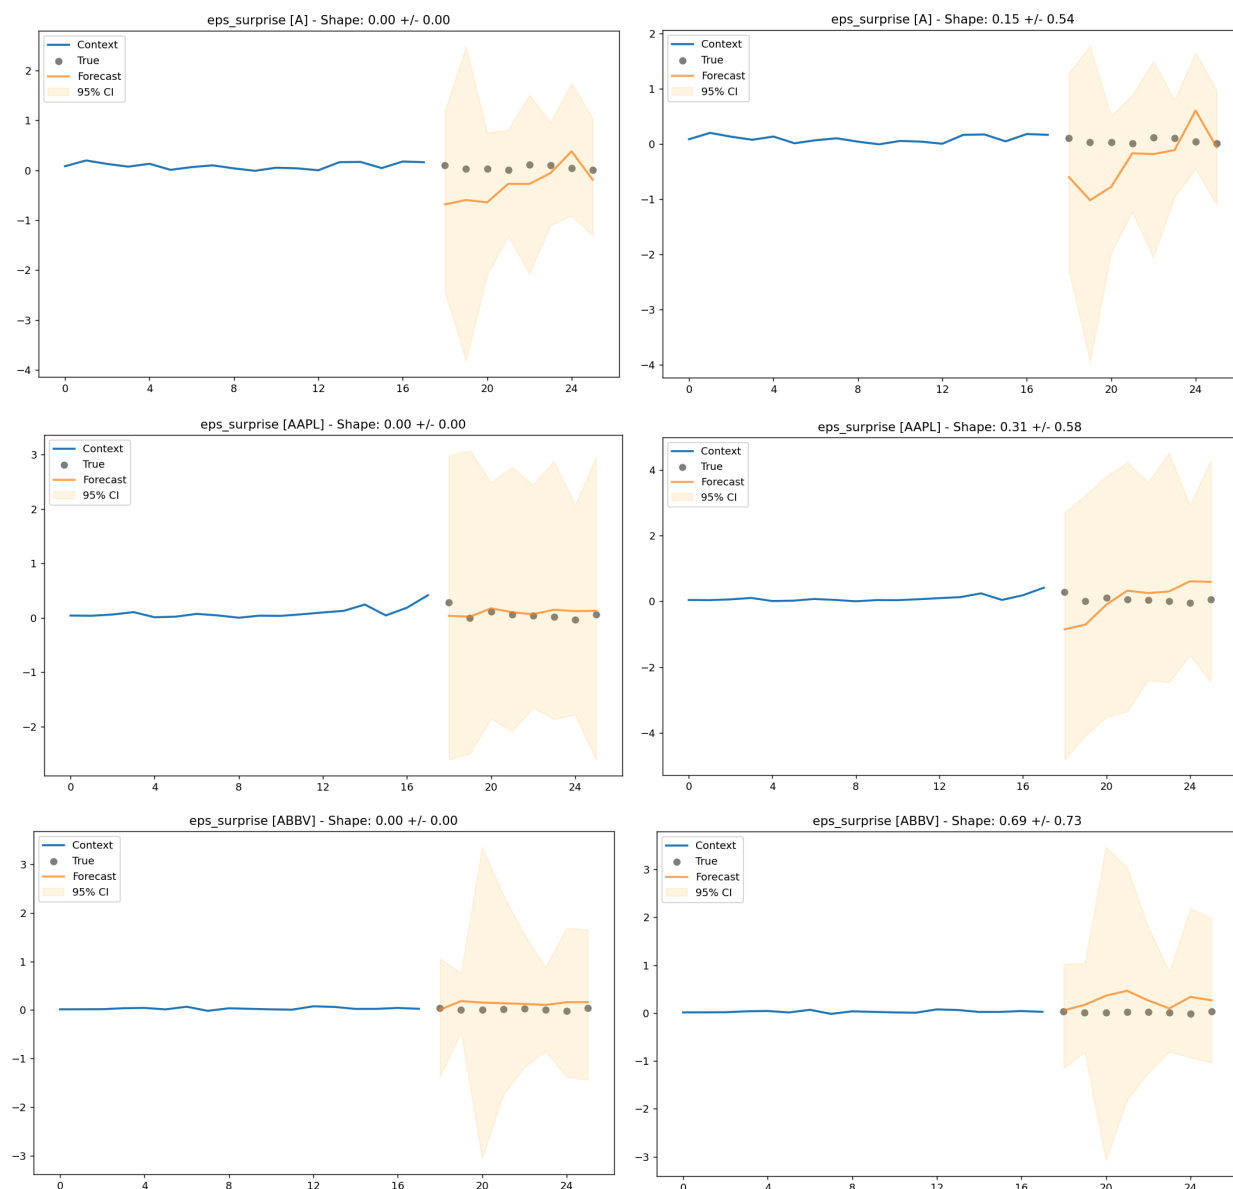 eps_surprise [A] - Shape: 0.00 +/- 0.00
Context
True
Forecast
95% CI
2
1
0
−1
−2
−3
−4
0 4 8 12 16 20 24
eps_surprise [A] - Shape: 0.15 +/- 0.54
Context
True
Forecast
95% CI
2
1
0
−1
−2
−3
−4
0 4 8 12 16 20 24
eps_surprise [AAPL] - Shape: 0.00 +/- 0.00
Context
True
Forecast
95% CI
3
2
1
0
−1
−2
0 4 8 12 16 20 24
eps_surprise [AAPL] - Shape: 0.31 +/- 0.58
Context
True
Forecast
95% CI
4
2
0
−2
−4
0 4 8 12 16 20 24
eps_surprise [ABBV] - Shape: 0.00 +/- 0.00
Context
True
Forecast
95% CI
3
2
1
0
−1
−2
−3
0 4 8 12 16 20 24
eps_surprise [ABBV] - Shape: 0.69 +/- 0.73
Context
True
Forecast
95% CI
3
2
1
0
−1
−2
−3
0 4 8 12 16 20 24